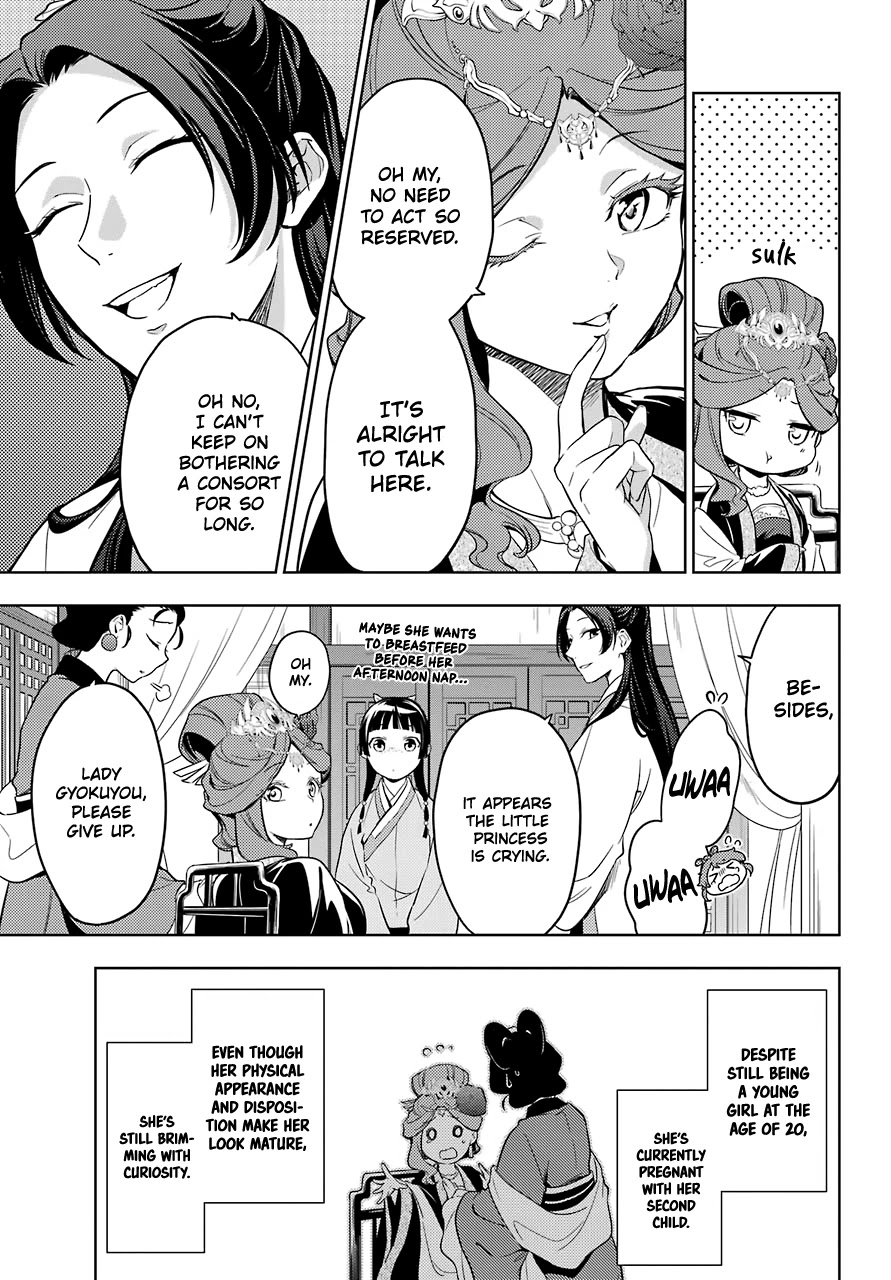 sulk
OH MY,
NO NEED
TO ACT SO
RESERVED.
IT'S
ALRIGHT
TO TALK
HERE.
OH NO,
I CAN'T
KEEP ON
BOTHERING
A CONSORT
FOR SO
LONG.
BE-
SIDES,
UWAA
UWAA
IT APPEARS
THE LITTLE
PRINCESS
IS CRYING.
MAYBE SHE WANTS
TO BREASTFEED
BEFORE HER
AFTERNOON NAP...
OH
MY.
LADY
GYOKUYOU,
PLEASE
GIVE UP.
DESPITE
STILL BEING
A YOUNG
GIRL AT THE
AGE OF 20,
SHE'S
CURRENTLY
PREGNANT
WITH HER
SECOND
CHILD.
EVEN THOUGH
HER PHYSICAL
APPEARANCE
AND DISPOSI-
TION MAKE HER
LOOK MATURE,
SHE'S
STILL BRIM-
MING WITH
CURIOSITY.